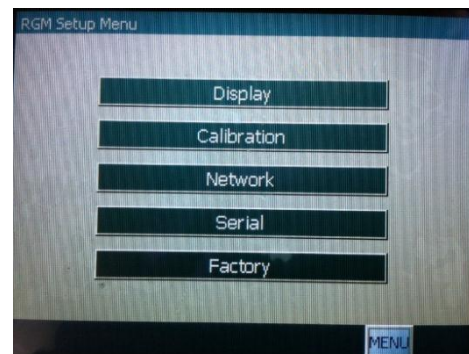 RGM Setup Menu
Display
Calibration
Network
Serial
Factory
MENU